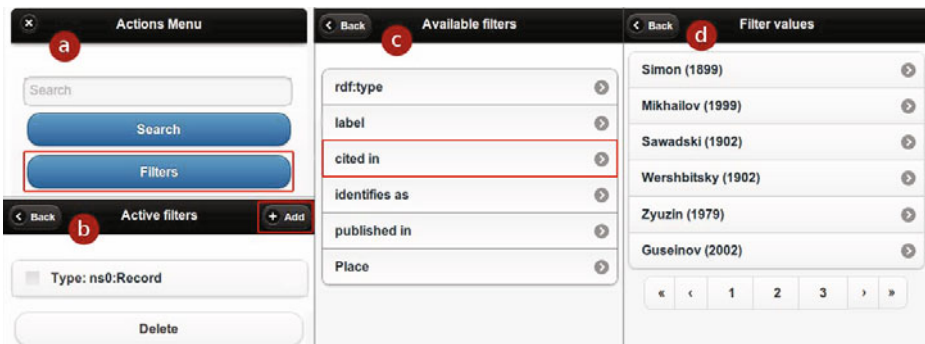 Actions Menu
a
Search
Search
Filters
Back
Active filters
Add
b
Type: ns0:Record
Delete
Back
Available filters
c
rdf:type
label
cited in
identifies as
published in
Place
Back
Filter values
d
Simon (1899)
Mikhailov (1999)
Sawadski (1902)
Wershbitsky (1902)
Zyuzin (1979)
Guseinov (2002)
« ‹ 1 2 3 › »